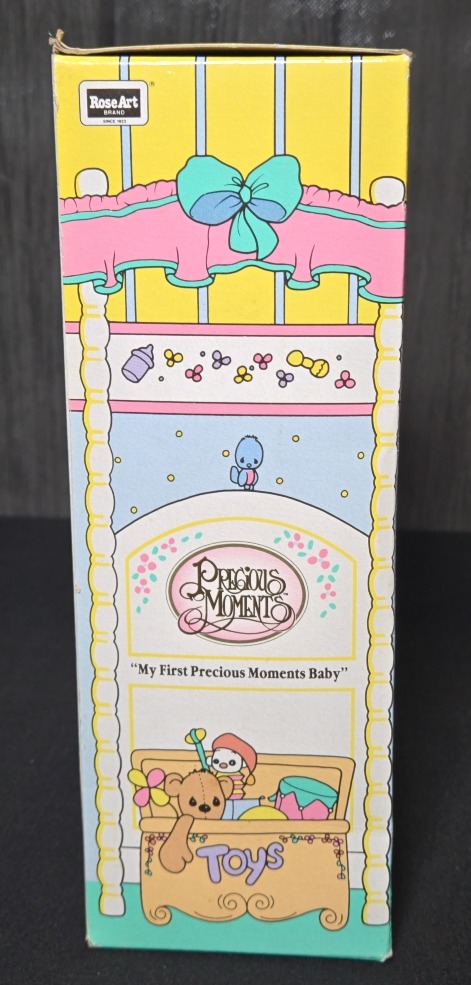 RoseArt
BRAND
SINCE 1923
®
PRECIOUS
MOMENTS
"My First Precious Moments Baby"
TOYS